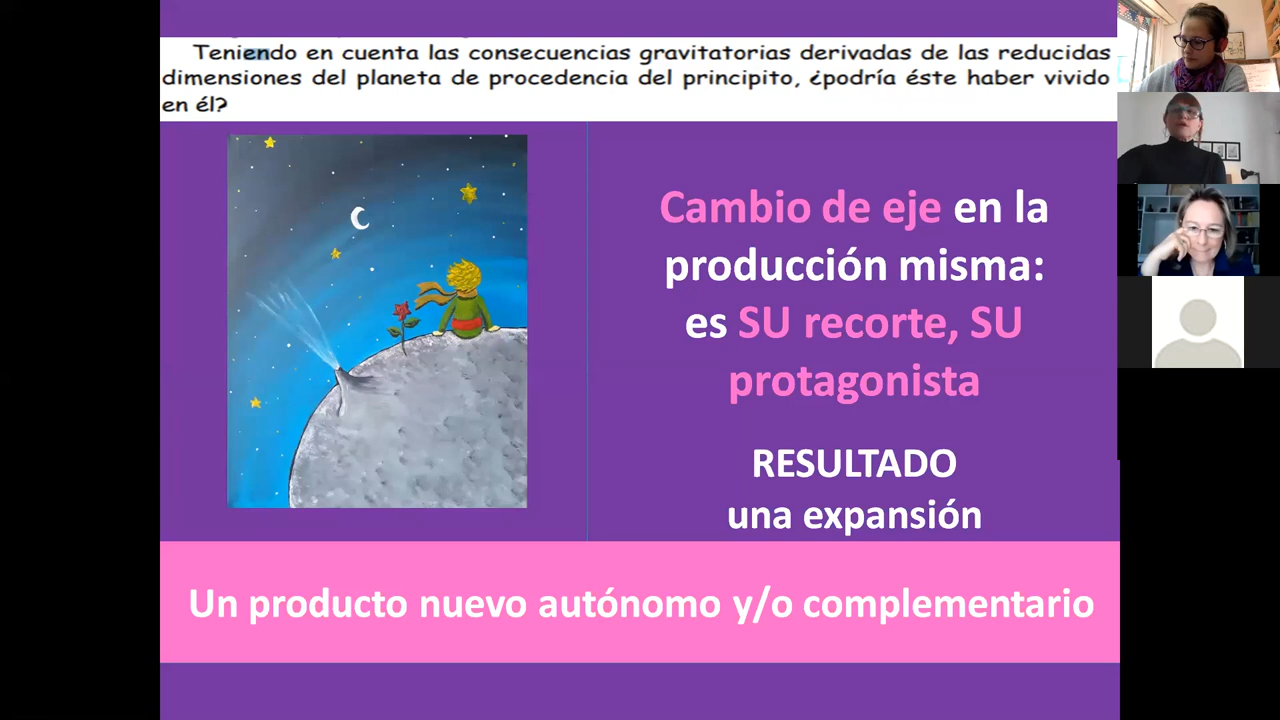 Teniendo en cuenta las consecuencias gravitatorias derivadas de las reducidas
dimensiones del planeta de procedencia del principito, ¿podría éste haber vivido
en él?
Cambio de eje en la
producción misma:
es SU recorte, SU
protagonista
RESULTADO
una expansión
Un producto nuevo autónomo y/o complementario